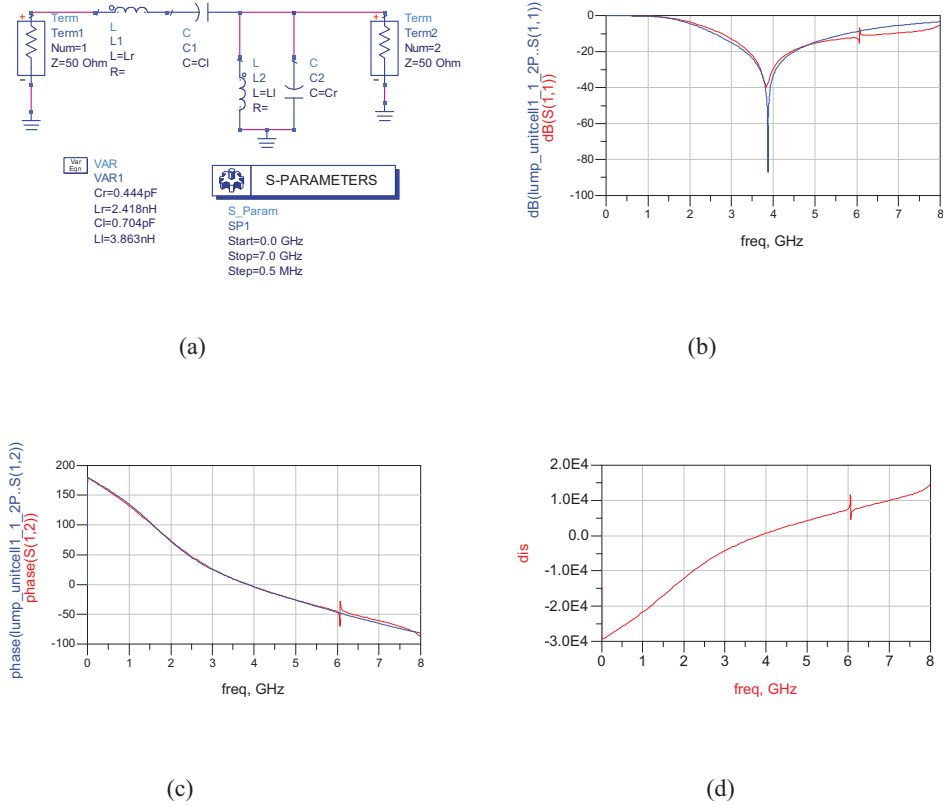 Term
Term1
Num=1
Z=50 Ohm
L
L1
L=Lr
R=
C
C1
C=Cl
L
L2
L=Ll
R=
C
C2
C=Cr
Term
Term2
Num=2
Z=50 Ohm
Var
Eqn
VAR
VAR1
Cr=0.444pF
Lr=2.418nH
Cl=0.704pF
Ll=3.863nH
S-PARAMETERS
S_Param
SP1
Start=0.0 GHz
Stop=7.0 GHz
Step=0.5 MHz
(a)
dB(lump_unitcell1_1_2P..S(1,1))
dB(S(1,1))
0
-20
-40
-60
-80
-100
0 1 2 3 4 5 6 7 8
freq, GHz
(b)
phase(lump_unitcell1_1_2P..S(1,2))
phase(S(1,2))
200
150
100
50
0
-50
-100
0 1 2 3 4 5 6 7 8
freq, GHz
(c)
dis
2.0E4
1.0E4
0.0
-1.0E4
-2.0E4
-3.0E4
0 1 2 3 4 5 6 7 8
freq, GHz
(d)